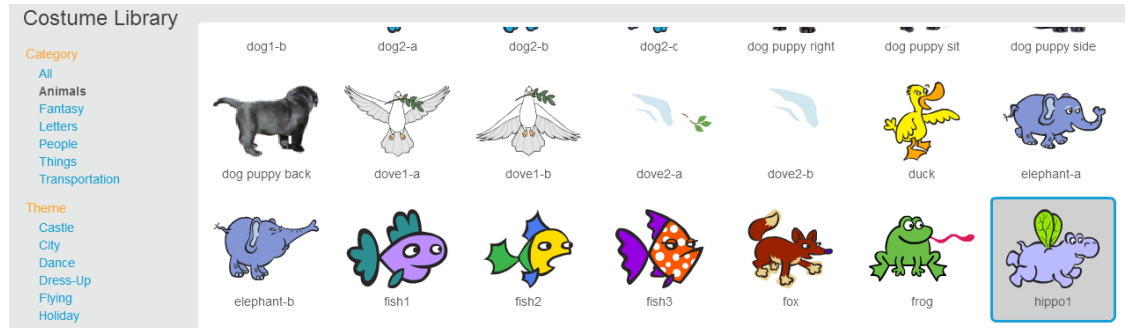 Costume Library
Category
All
Animals
Fantasy
Letters
People
Things
Transportation
Theme
Castle
City
Dance
Dress-Up
Flying
Holiday
dog1-b dog2-a dog2-b dog2-c dog puppy right dog puppy sit dog puppy side
dog puppy back dove1-a dove1-b dove2-a dove2-b duck elephant-a
elephant-b fish1 fish2 fish3 fox frog hippo1